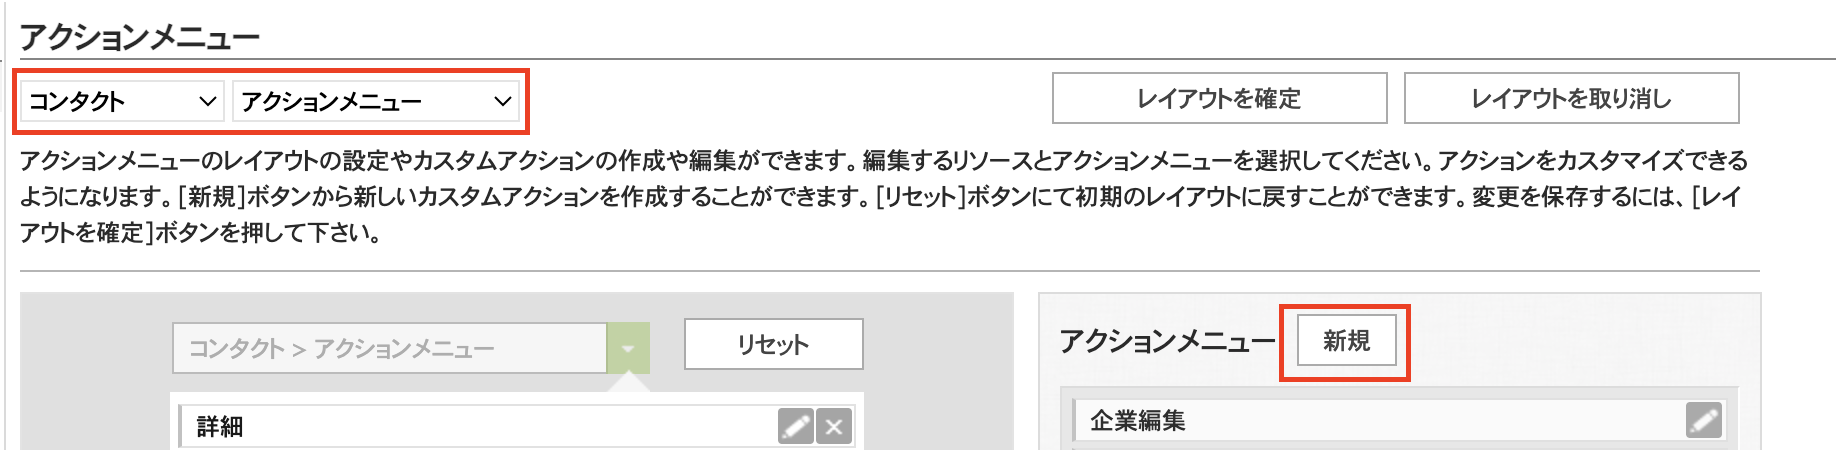 アクションメニュー
コンタクト アクションメニュー レイアウトを確定 レイアウトを取り消し
アクションメニューのレイアウトの設定やカスタムアクションの作成や編集ができます。編集するリソースとアクションメニューを選択してください。アクションをカスタマイズできる
ようになります。[新規]ボタンから新しいカスタムアクションを作成することができます。[リセット]ボタンにて初期のレイアウトに戻すことができます。変更を保存するには、[レイ
アウトを確定]ボタンを押して下さい。
コンタクト > アクションメニュー リセット
詳細
アクションメニュー 新規
企業編集